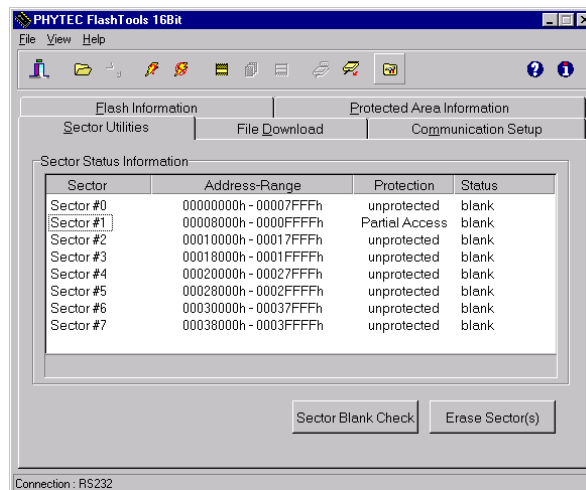 PHYTEC FlashTools 16Bit
File View Help
Flash Information Protected Area Information
Sector Utilities File Download Communication Setup
Sector Status Information
Sector Address-Range Protection Status
Sector #0 00000000h - 00007FFFh unprotected blank
Sector #1 00008000h - 0000FFFFh Partial Access blank
Sector #2 00010000h - 00017FFFh unprotected blank
Sector #3 00018000h - 0001FFFFh unprotected blank
Sector #4 00020000h - 00027FFFh unprotected blank
Sector #5 00028000h - 0002FFFFh unprotected blank
Sector #6 00030000h - 00037FFFh unprotected blank
Sector #7 00038000h - 0003FFFFh unprotected blank
Sector Blank Check Erase Sector(s)
Connection : RS232